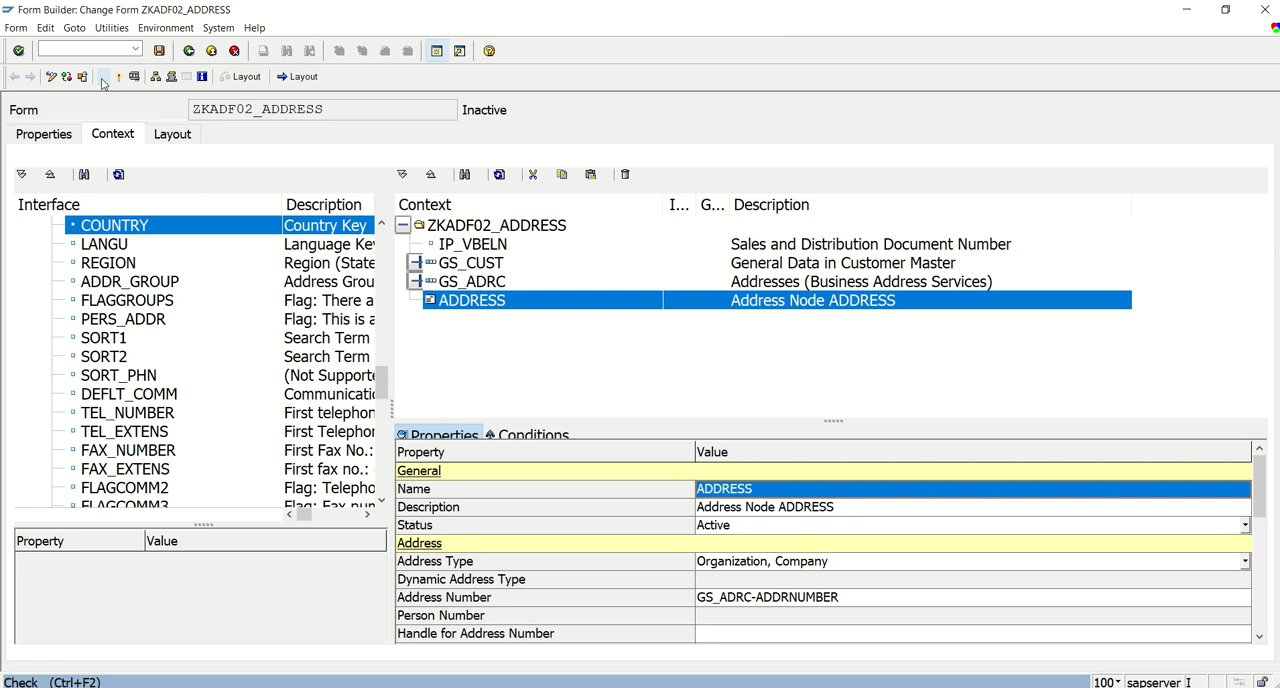 Form Builder: Change Form ZKADF02_ADDRESS
Form Edit Goto Utilities Environment System Help
Layout Layout
Form ZKADF02_ADDRESS Inactive
Properties Context Layout
Interface Description
COUNTRY Country Key
LANGU Language Key
REGION Region (State
ADDR_GROUP Address Grou
FLAGGROUPS Flag: There a
PERS_ADDR Flag: This is a
SORT1 Search Term
SORT2 Search Term
SORT_PHN (Not Supporte
DEFLT_COMM Communicati
TEL_NUMBER First telephon
TEL_EXTENS First Telephor
FAX_NUMBER First Fax No.:
FAX_EXTENS First fax no.:
FLAGCOMM2 Flag: Telepho
FLAGCOMM3 Flag: Fax num
Property Value
Context I... G... Description
ZKADF02_ADDRESS
IP_VBELN Sales and Distribution Document Number
GS_CUST General Data in Customer Master
GS_ADRC Addresses (Business Address Services)
ADDRESS Address Node ADDRESS
Properties Conditions
Property Value
General
Name ADDRESS
Description Address Node ADDRESS
Status Active
Address
Address Type Organization, Company
Dynamic Address Type
Address Number GS_ADRC-ADDRNUMBER
Person Number
Handle for Address Number
Check (Ctrl+F2) 100 sapserver I